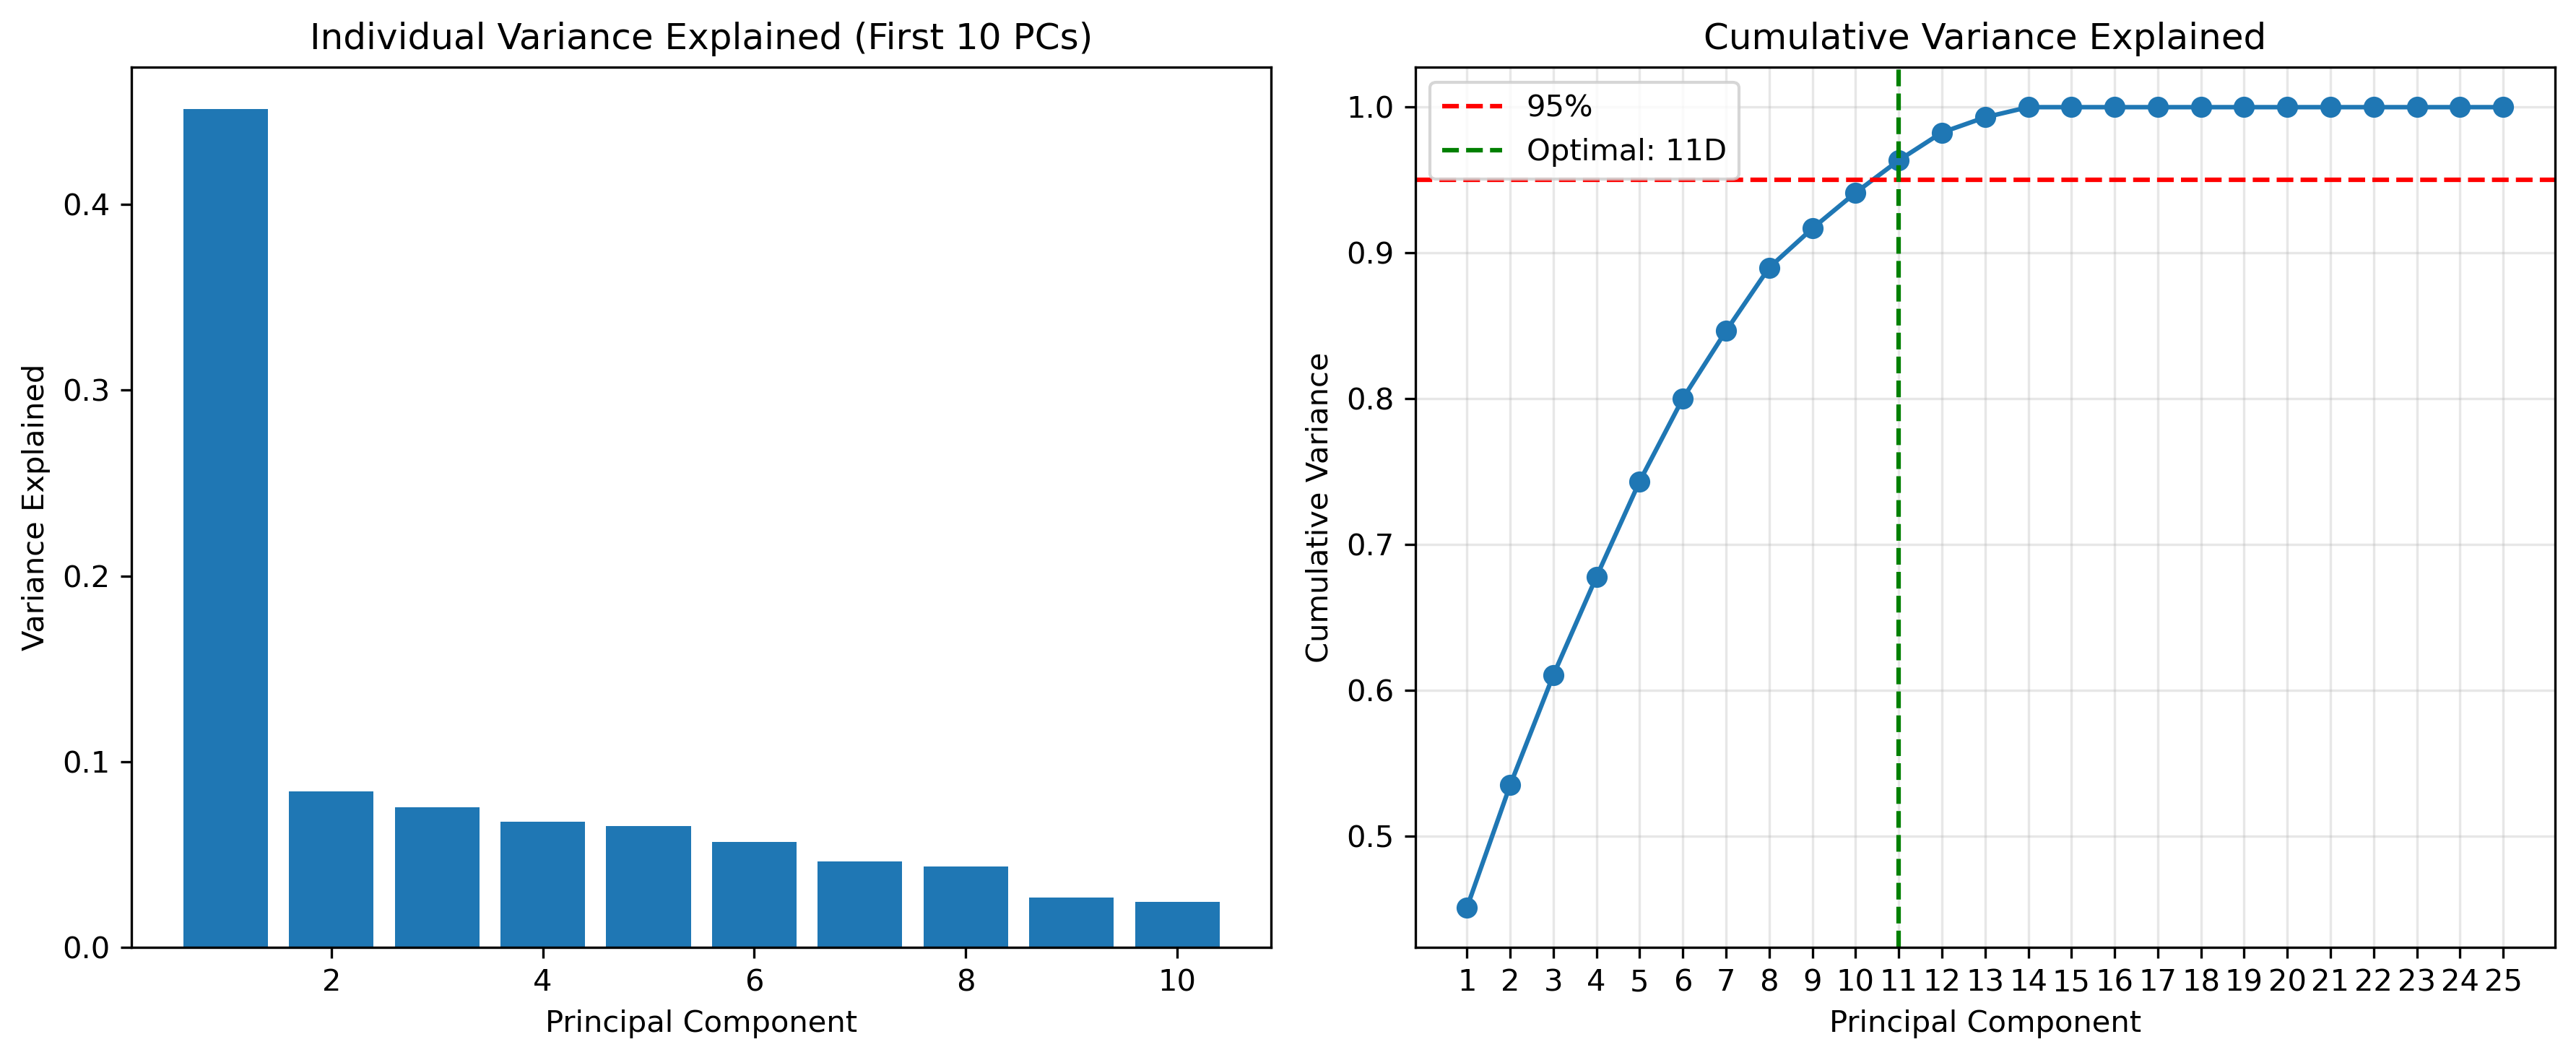 Individual Variance Explained (First 10 PCs)
Variance Explained
0.4
0.3
0.2
0.1
0.0
2 4 6 8 10
Principal Component
Cumulative Variance Explained
95%
Optimal: 11D
Cumulative Variance
1.0
0.9
0.8
0.7
0.6
0.5
1 2 3 4 5 6 7 8 9 10 11 12 13 14 15 16 17 18 19 20 21 22 23 24 25
Principal Component